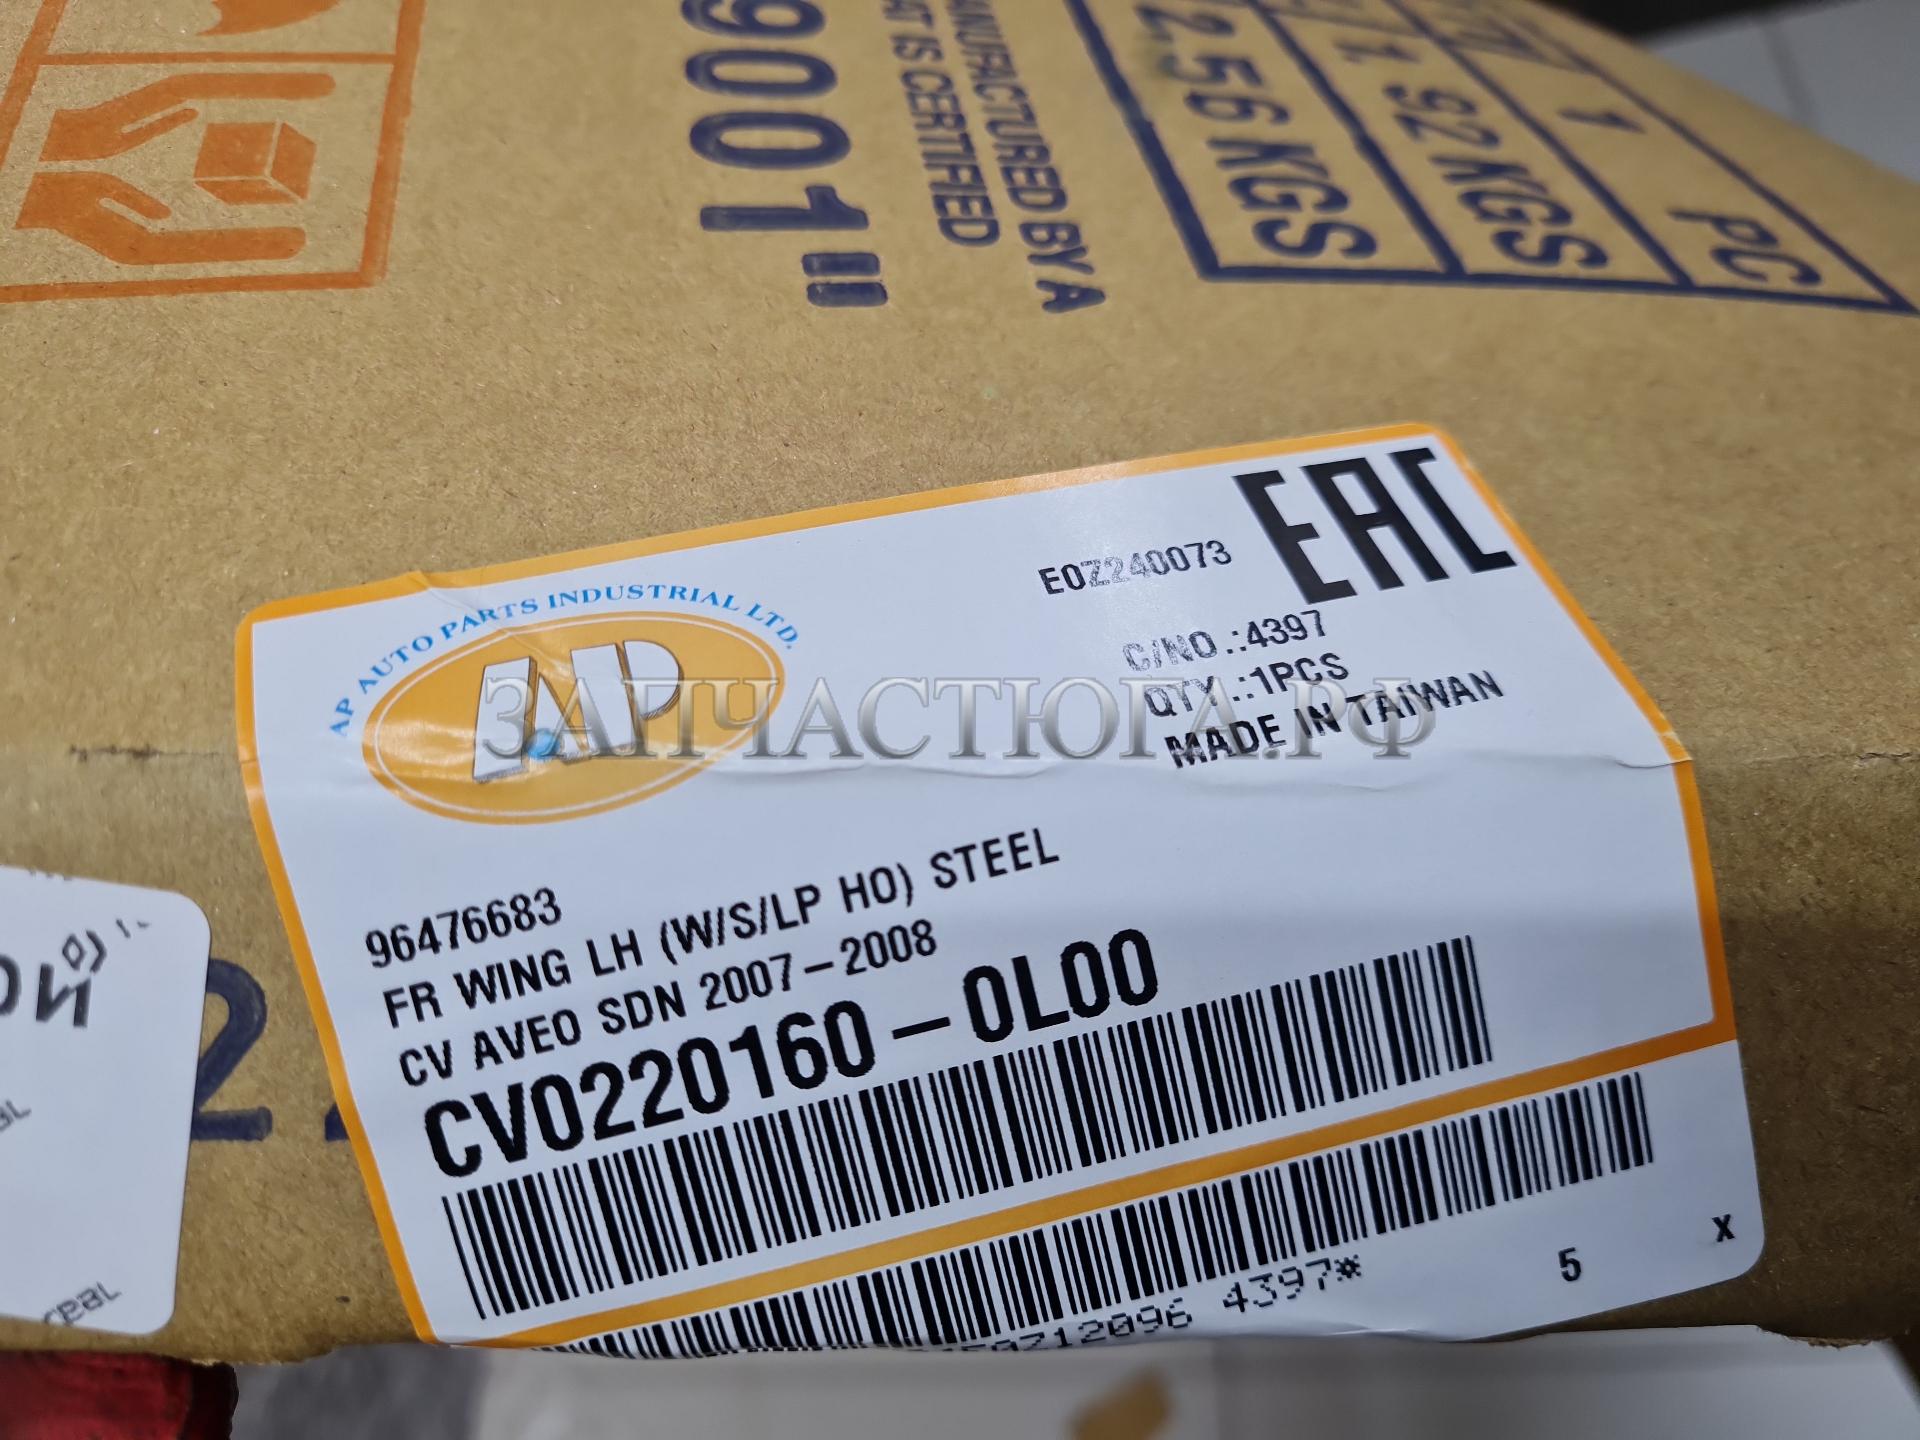 9001"
MANUFACTURED BY A
AT IS CERTIFIED
1 PC
92 KGS
2.56 KGS
EAC
E0Z240073
C/NO.:4397
QTY.:1PCS
MADE IN TAIWAN
AP AUTO PARTS INDUSTRIAL LTD.
AP
ЗАПЧАСТЮГА.РФ
96476683
FR WING LH (W/S/LP HO) STEEL
CV AVEO SDN 2007-2008
CV0220160-0L00
4397*
5
X